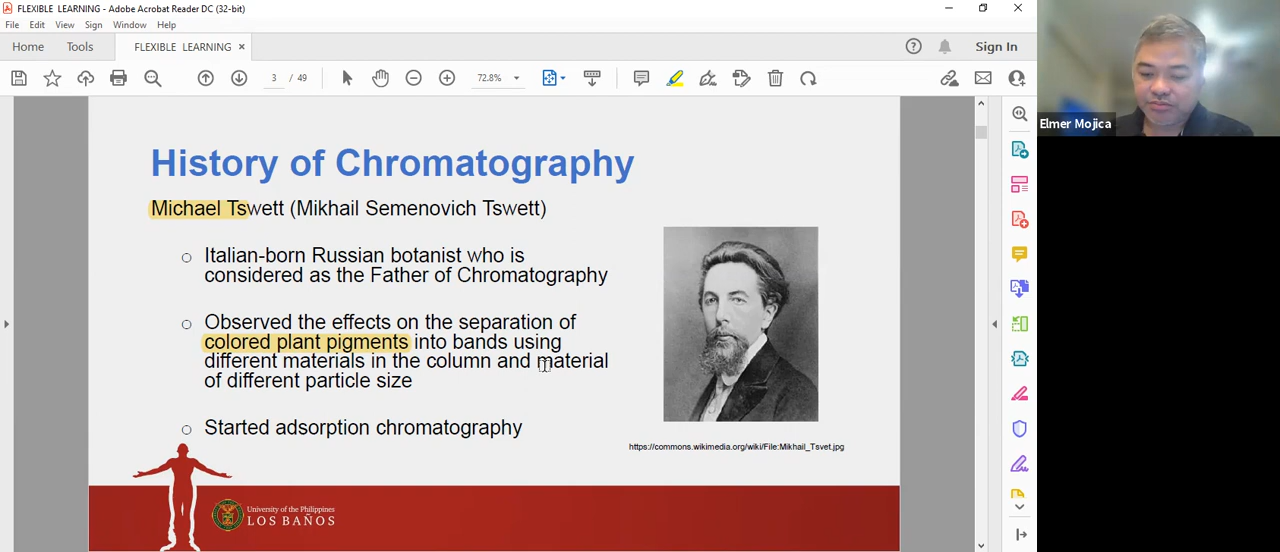 FLEXIBLE LEARNING - Adobe Acrobat Reader DC (32-bit)
File Edit View Sign Window Help
Home Tools FLEXIBLE LEARNING × Sign In
3 / 49 72.8%
Elmer Mojica
History of Chromatography
Michael Tswett (Mikhail Semenovich Tswett)
Italian-born Russian botanist who is
considered as the Father of Chromatography
Observed the effects on the separation of
colored plant pigments into bands using
different materials in the column and material
of different particle size
Started adsorption chromatography
https://commons.wikimedia.org/wiki/File:Mikhail_Tsvet.jpg
University of the Philippines
LOS BAÑOS